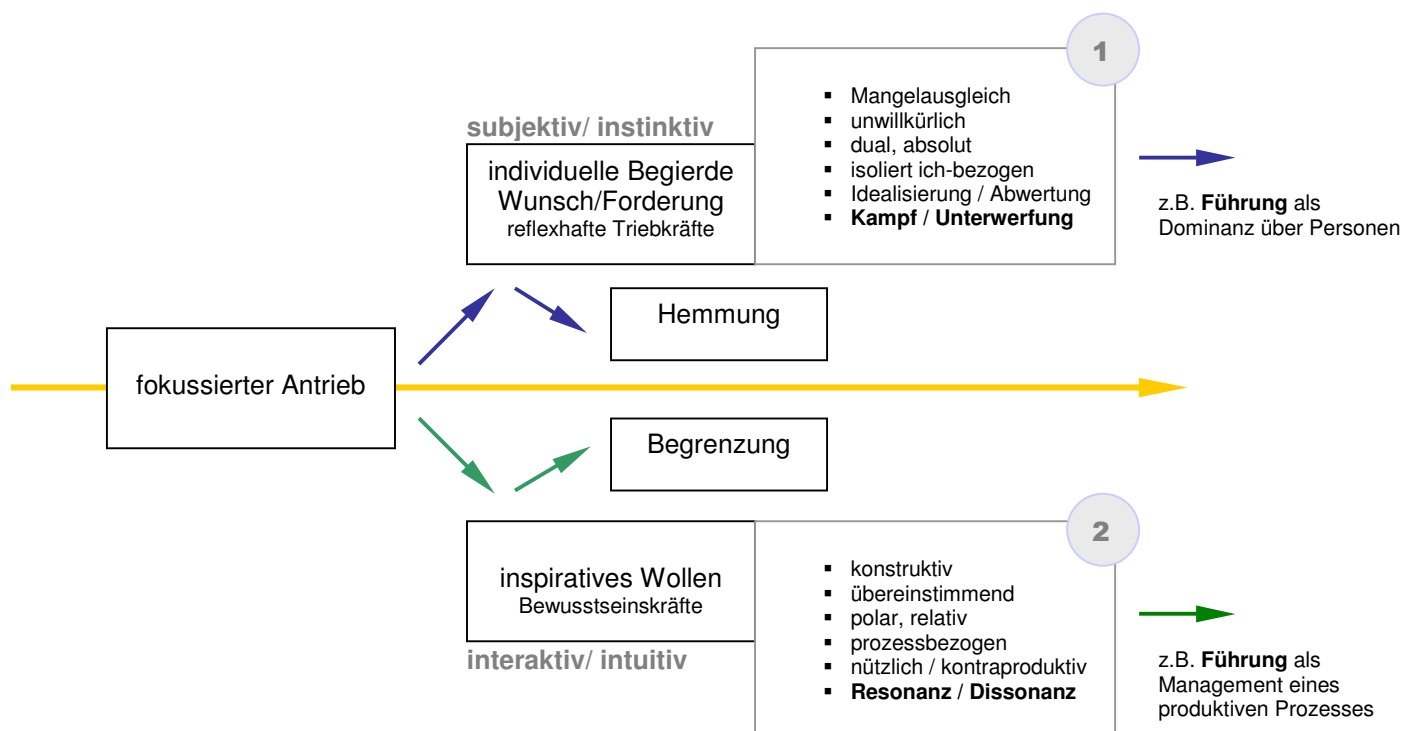 1
▪ Mangelausgleich
▪ unwillkürlich
▪ dual, absolut
▪ isoliert ich-bezogen
▪ Idealisierung / Abwertung
▪ Kampf / Unterwerfung
subjektiv/ instinktiv
individuelle Begierde
Wunsch/Forderung
reflexhafte Triebkräfte
z.B. Führung als
Dominanz über Personen
Hemmung
fokussierter Antrieb
Begrenzung
2
inspiratives Wollen
Bewusstseinskräfte
interaktiv/ intuitiv
▪ konstruktiv
▪ übereinstimmend
▪ polar, relativ
▪ prozessbezogen
▪ nützlich / kontraproduktiv
▪ Resonanz / Dissonanz
z.B. Führung als
Management eines
produktiven Prozesses